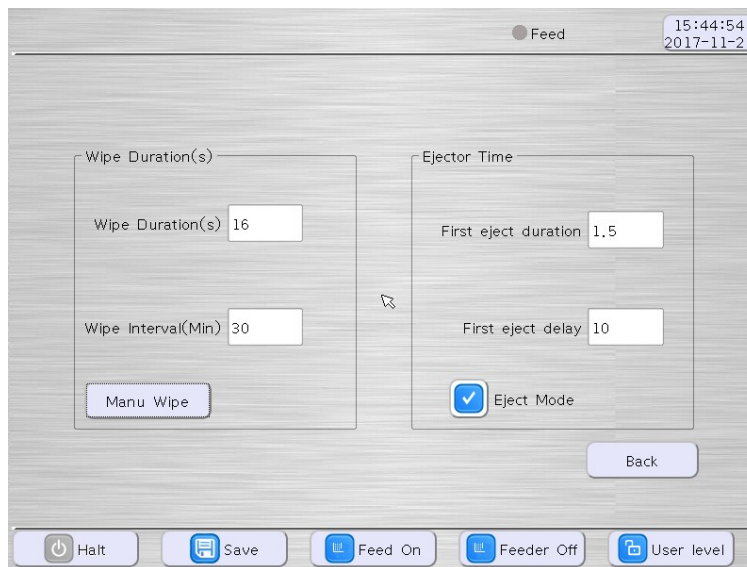 Feed
15:44:54
2017-11-2
Wipe Duration(s)
Wipe Duration(s) 16
Wipe Interval(Min) 30
Manu Wipe
Ejector Time
First eject duration 1.5
First eject delay 10
Eject Mode
Back
Halt
Save
Feed On
Feeder Off
User level